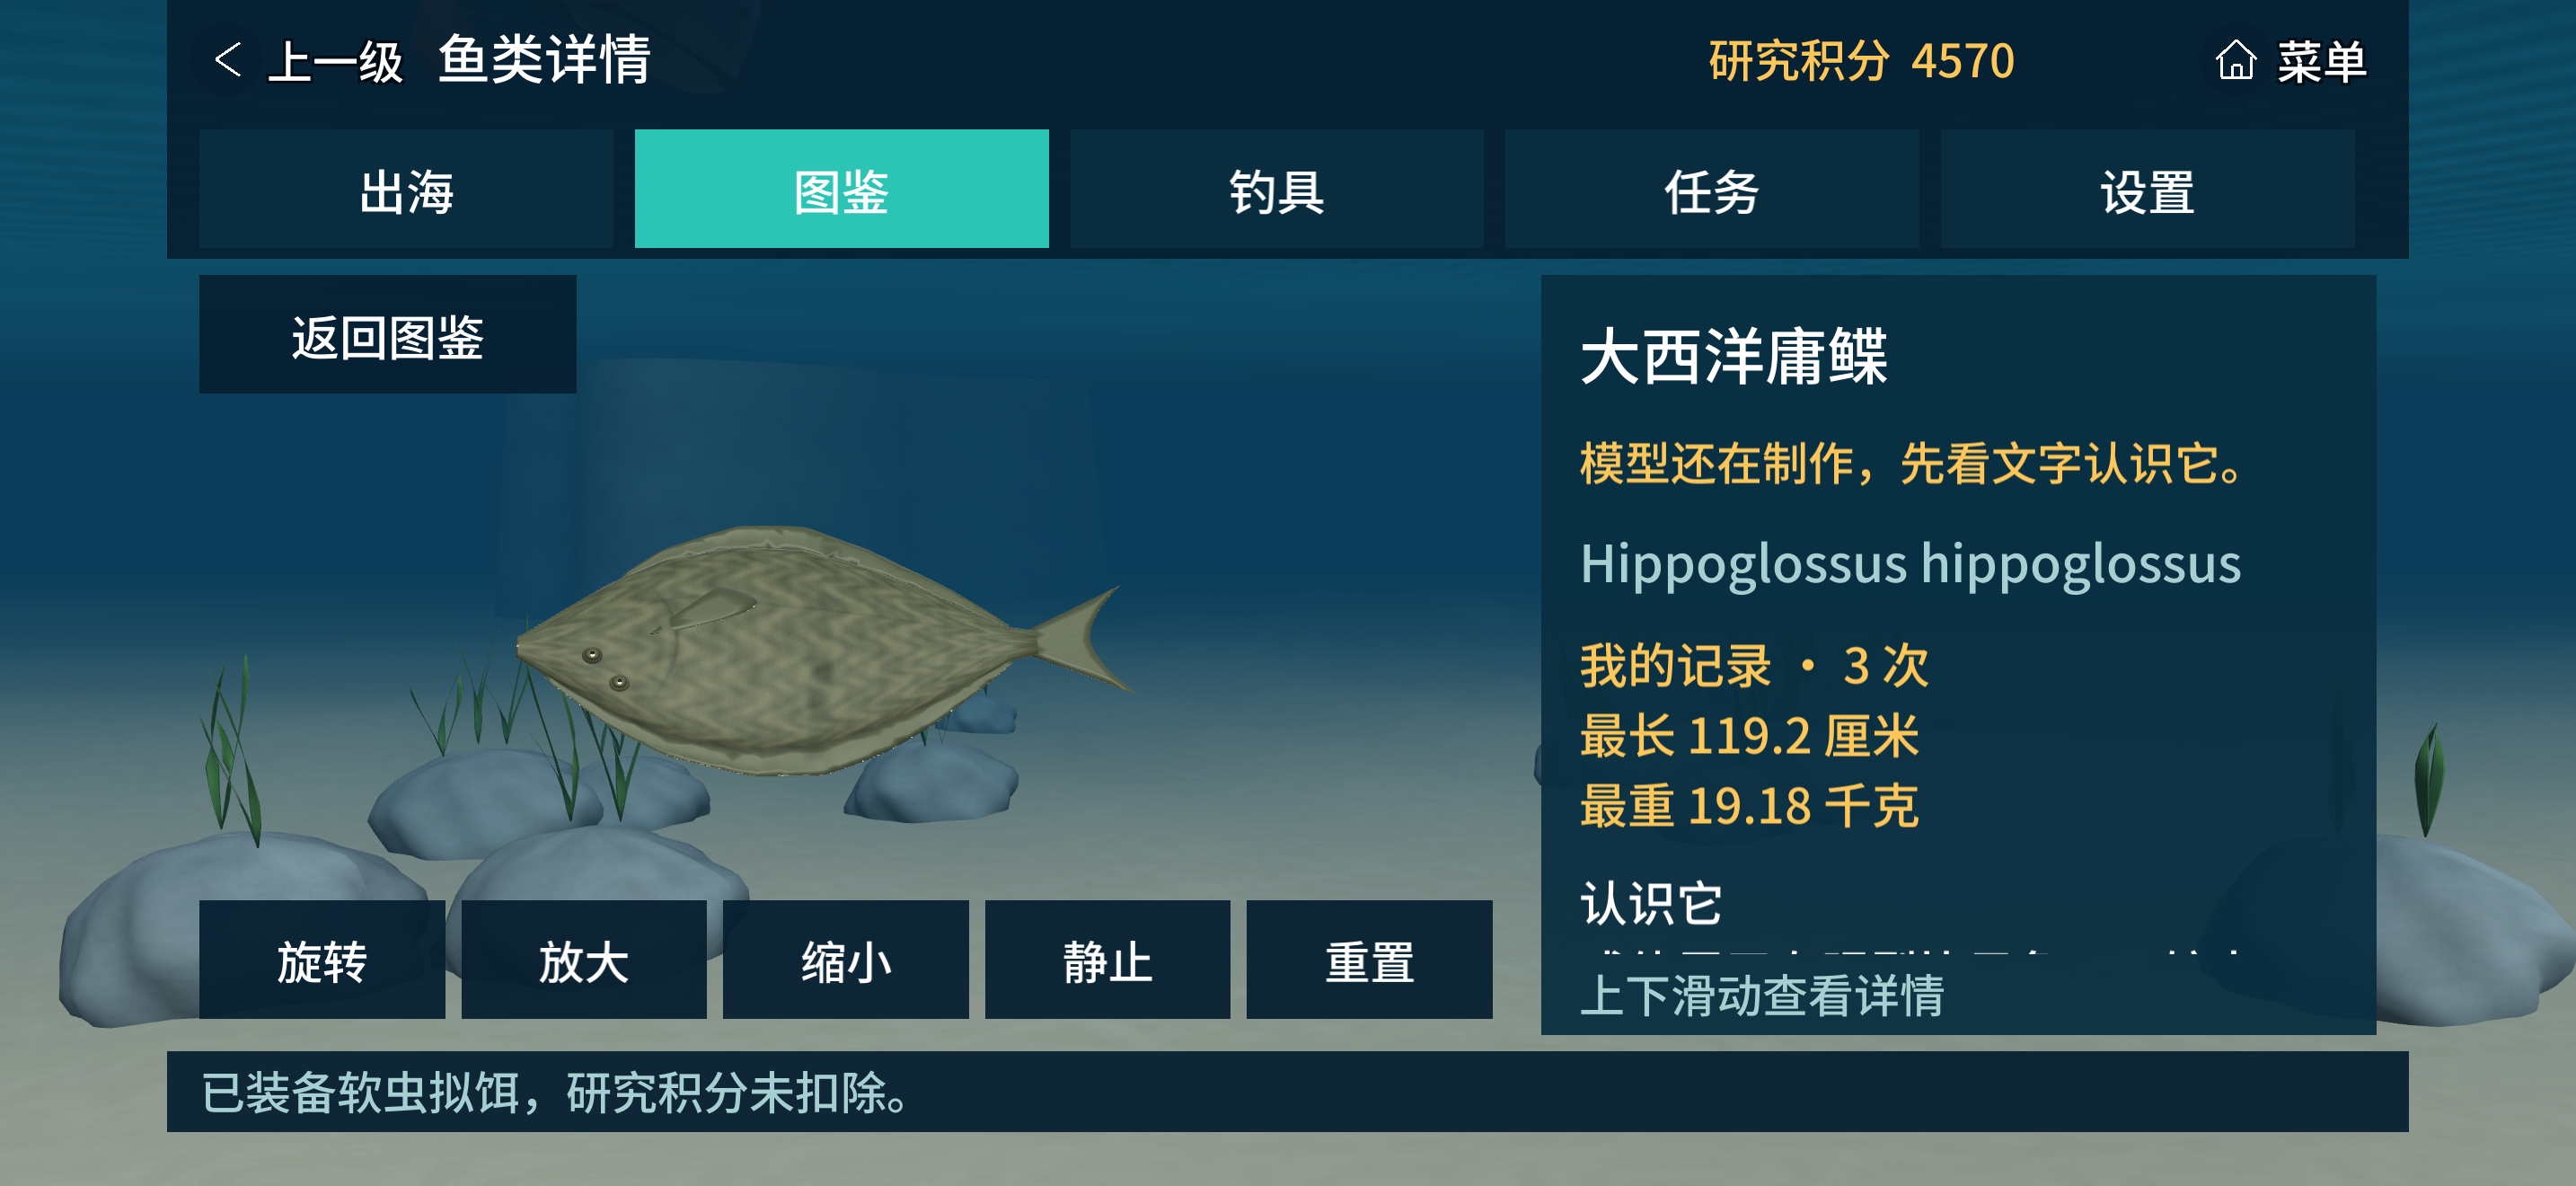 上一级 鱼类详情 研究积分 4570 菜单
出海 图鉴 钓具 任务 设置
返回图鉴
大西洋庸鲽
模型还在制作，先看文字认识它。
Hippoglossus hippoglossus
我的记录 · 3 次
最长 119.2 厘米
最重 19.18 千克
认识它
上下滑动查看详情
旋转 放大 缩小 静止 重置
已装备软虫拟饵，研究积分未扣除。